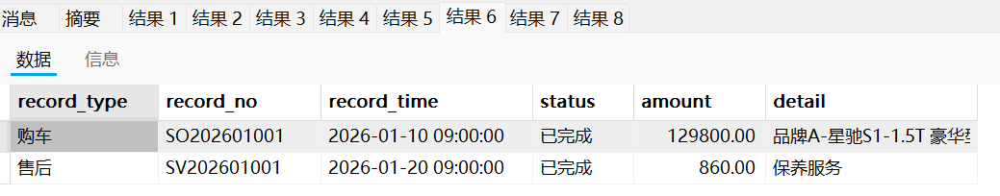 消息 摘要 结果 1 结果 2 结果 3 结果 4 结果 5 结果 6 结果 7 结果 8
数据 信息
record_type record_no record_time status amount detail
购车 SO202601001 2026-01-10 09:00:00 已完成 129800.00 品牌A-星驰S1-1.5T 豪华
售后 SV202601001 2026-01-20 09:00:00 已完成 860.00 保养服务